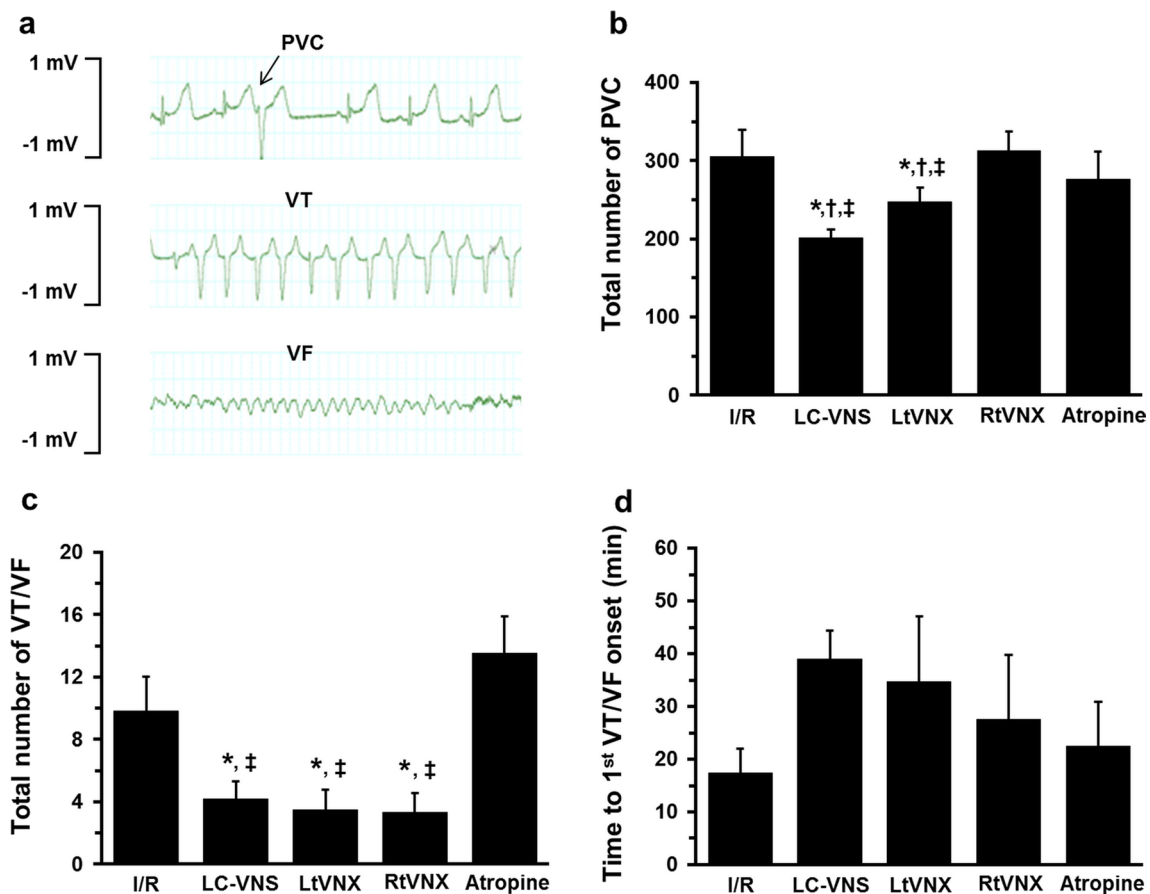 a
PVC
1 mV
-1 mV
VT
1 mV
-1 mV
VF
1 mV
-1 mV
b
Total number of PVC
400
300
200
100
0
*,†,‡
*,†,‡
I/R LC-VNS LtVNX RtVNX Atropine
c
Total number of VT/VF
20
16
12
8
4
0
*, ‡ *, ‡ *, ‡
I/R LC-VNS LtVNX RtVNX Atropine
d
Time to 1st VT/VF onset (min)
60
50
40
30
20
10
0
I/R LC-VNS LtVNX RtVNX Atropine